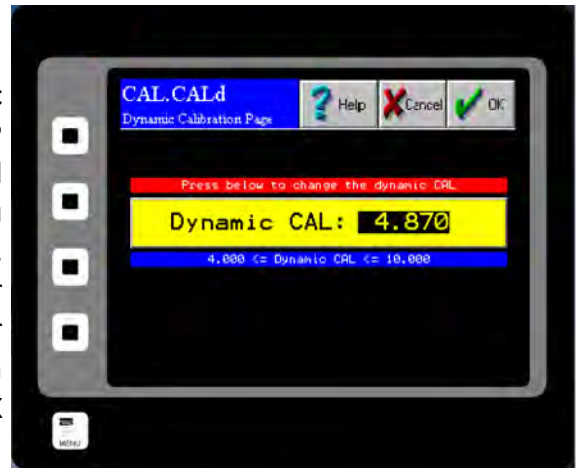 CAL.CALd
Dynamic Calibration Page
Help
Cancel
OK
Press below to change the dynamic CAL
Dynamic CAL: 4.870
4.000 <= Dynamic CAL <= 10.000
MENU